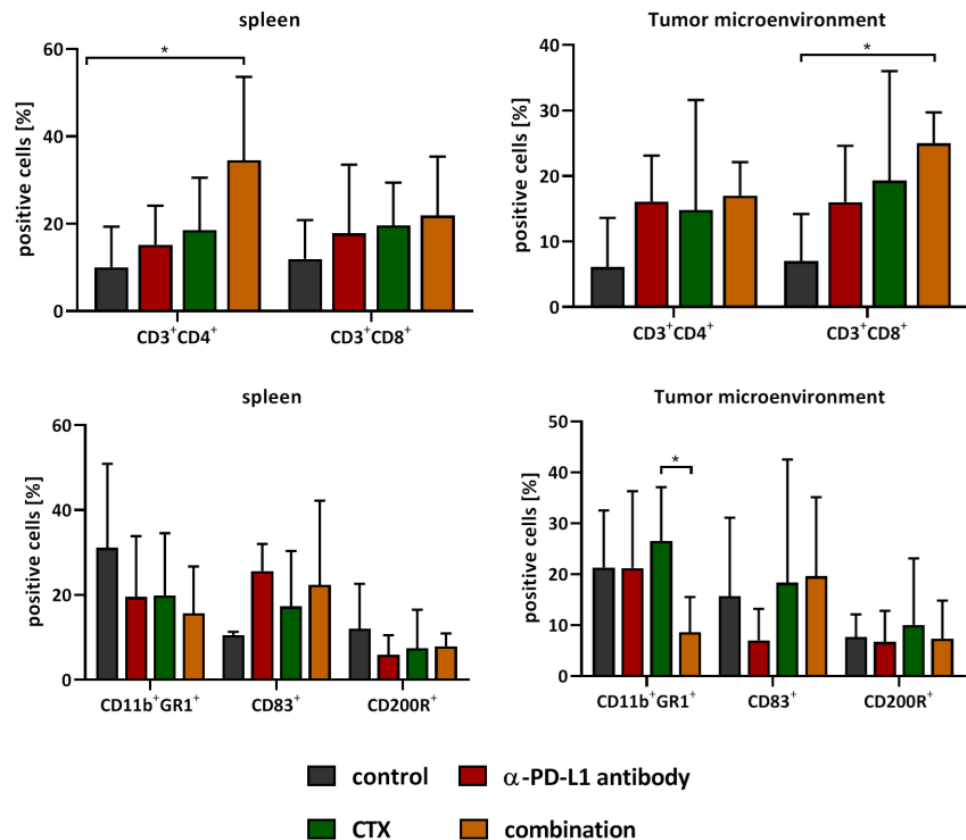 spleen
positive cells [%]
60
40
20
0
*
CD3⁺CD4⁺ CD3⁺CD8⁺
Tumor microenvironment
positive cells [%]
40
30
20
10
0
*
CD3⁺CD4⁺ CD3⁺CD8⁺
spleen
positive cells [%]
60
40
20
0
CD11b⁺GR1⁺ CD83⁺ CD200R⁺
Tumor microenvironment
positive cells [%]
50
40
30
20
10
0
*
CD11b⁺GR1⁺ CD83⁺ CD200R⁺
control α-PD-L1 antibody
CTX combination